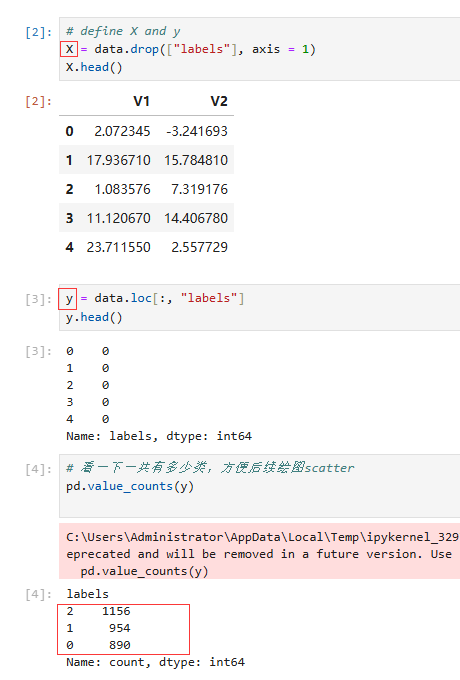 [2]: # define X and y
X = data.drop(["labels"], axis = 1)
X.head()
[2]: V1 V2
0 2.072345 -3.241693
1 17.936710 15.784810
2 1.083576 7.319176
3 11.120670 14.406780
4 23.711550 2.557729
[3]: y = data.loc[:, "labels"]
y.head()
[3]: 0 0
1 0
2 0
3 0
4 0
Name: labels, dtype: int64
[4]: # 看一下一共有多少类，方便后续绘图scatter
pd.value_counts(y)
C:\Users\Administrator\AppData\Local\Temp\ipykernel_329
eprecated and will be removed in a future version. Use
pd.value_counts(y)
[4]: labels
2 1156
1 954
0 890
Name: count, dtype: int64